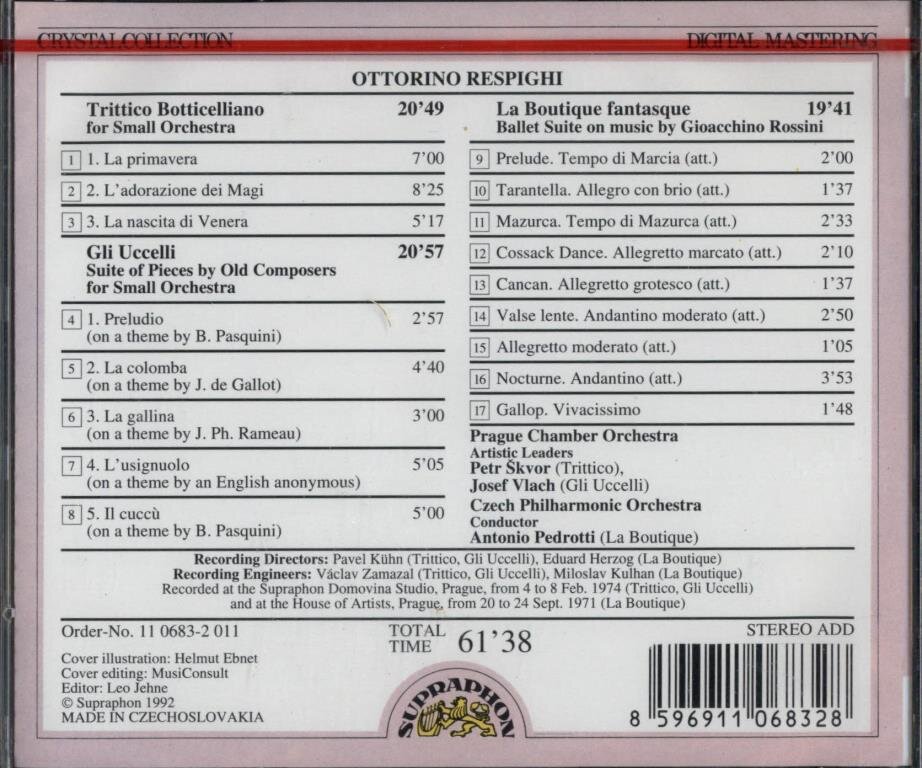 CRYSTAL COLLECTION
DIGITAL MASTERING
OTTORINO RESPIGHI
Trittico Botticelliano 20'49
for Small Orchestra
1 1. La primavera 7'00
2 2. L'adorazione dei Magi 8'25
3 3. La nascita di Venera 5'17
Gli Uccelli 20'57
Suite of Pieces by Old Composers
for Small Orchestra
4 1. Preludio 2'57
(on a theme by B. Pasquini)
5 2. La colomba 4'40
(on a theme by J. de Gallot)
6 3. La gallina 3'00
(on a theme by J. Ph. Rameau)
7 4. L'usignuolo 5'05
(on a theme by an English anonymous)
8 5. Il cuccù 5'00
(on a theme by B. Pasquini)
La Boutique fantasque 19'41
Ballet Suite on music by Gioacchino Rossini
9 Prelude. Tempo di Marcia (att.) 2'00
10 Tarantella. Allegro con brio (att.) 1'37
11 Mazurca. Tempo di Mazurca (att.) 2'33
12 Cossack Dance. Allegretto marcato (att.) 2'10
13 Cancan. Allegretto grotesco (att.) 1'37
14 Valse lente. Andantino moderato (att.) 2'50
15 Allegretto moderato (att.) 1'05
16 Nocturne. Andantino (att.) 3'53
17 Gallop. Vivacissimo 1'48
Prague Chamber Orchestra
Artistic Leaders
Petr Škvor (Trittico),
Josef Vlach (Gli Uccelli)
Czech Philharmonic Orchestra
Conductor
Antonio Pedrotti (La Boutique)
Recording Directors: Pavel Kühn (Trittico, Gli Uccelli), Eduard Herzog (La Boutique)
Recording Engineers: Václav Zamazal (Trittico, Gli Uccelli), Miloslav Kulhan (La Boutique)
Recorded at the Supraphon Domovina Studio, Prague, from 4 to 8 Feb. 1974 (Trittico, Gli Uccelli)
and at the House of Artists, Prague, from 20 to 24 Sept. 1971 (La Boutique)
Order-No. 11 0683-2 011
Cover illustration: Helmut Ebnet
Cover editing: MusiConsult
Editor: Leo Jehne
© Supraphon 1992
MADE IN CZECHOSLOVAKIA
TOTAL
TIME 61'38
SUPRAPHON
STEREO ADD
8 596911 068328